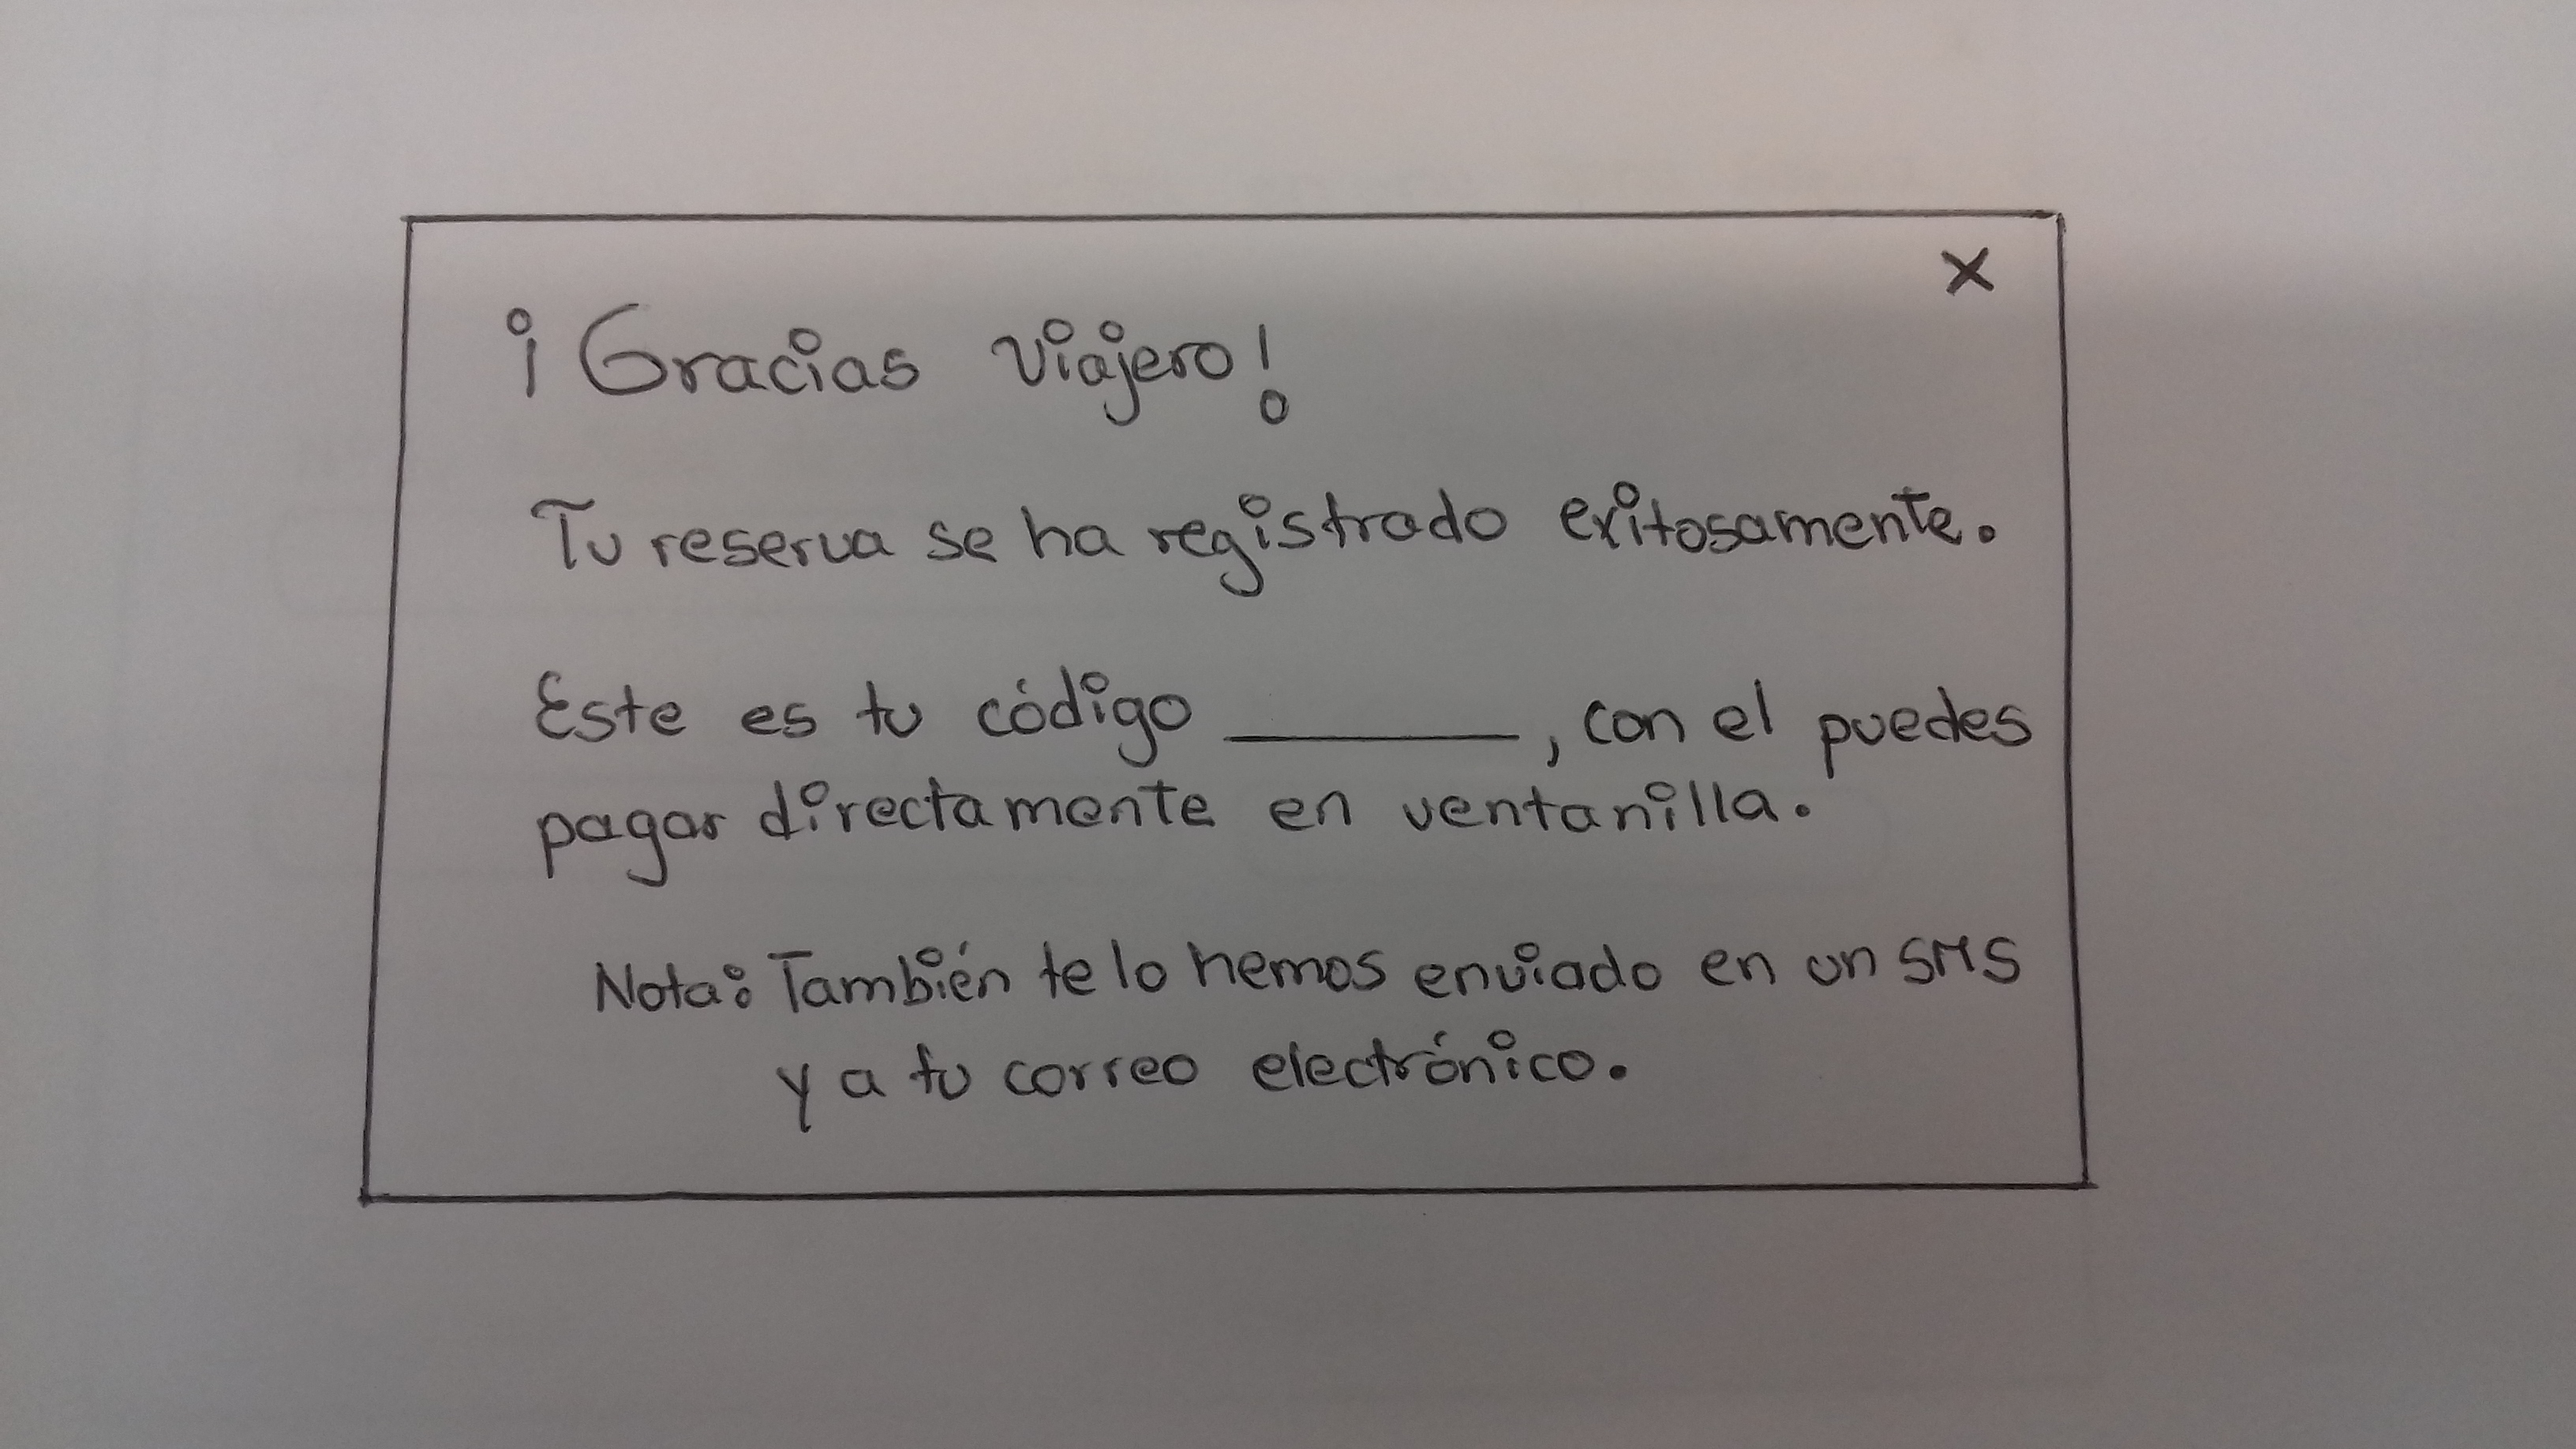 X
¡Gracias viajero!
Tu reserva se ha registrado exitosamente.
Este es tu código ________, con el puedes
pagar directamente en ventanilla.
Nota: También te lo hemos enviado en un SMS
y a tu correo electrónico.